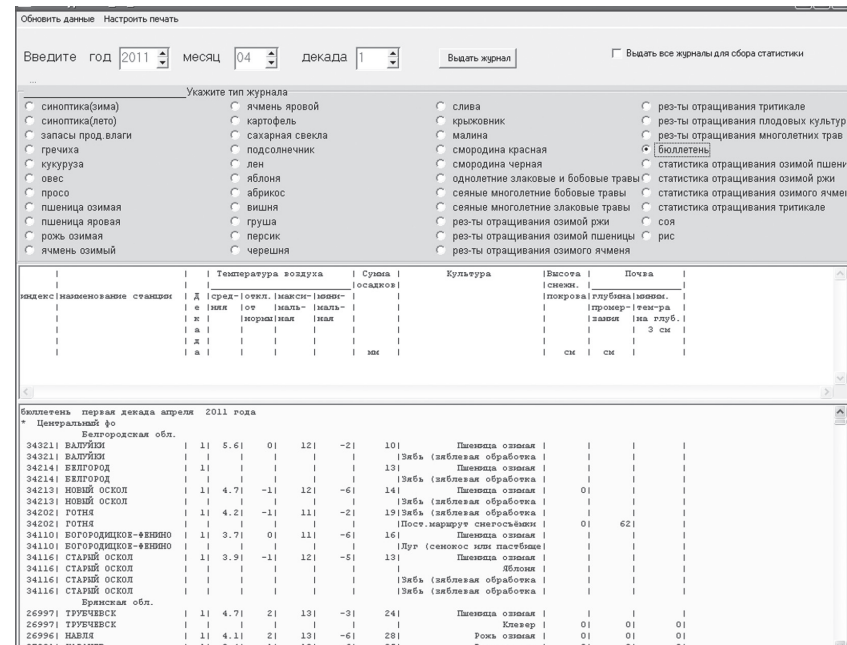 Обновить данные Настроить печать
Введите год 2011 месяц 04 декада 1 Выдать журнал Выдать все журналы для сбора статистики
...
Укажите тип журнала
синоптика(зима) ячмень яровой слива рез-ты отращивания тритикале
синоптика(лето) картофель крыжовник рез-ты отращивания плодовых культур
запасы прод.влаги сахарная свекла малина рез-ты отращивания многолетних трав
гречиха подсолнечник смородина красная бюллетень
кукуруза лен смородина черная статистика отращивания озимой пшени
овес яблоня однолетние злаковые и бобовые травы статистика отращивания озимой ржи
просо абрикос сеяные многолетние бобовые травы статистика отращивания озимого ячме
пшеница озимая вишня сеяные многолетние злаковые травы статистика отращивания тритикале
пшеница яровая груша рез-ты отращивания озимой ржи соя
рожь озимая персик рез-ты отращивания озимой пшеницы рис
ячмень озимый черешня рез-ты отращивания озимого ячменя
| | | Температура воздуха | Сумма | Культура |Высота | Почва |
| | | |осадков| |снежн. | |
индекс|наименование станции | Д |сред-|откл.|макси-|мини-| | |покрова|глубина|миним. |
| | е |няя |от |маль- |маль-| | | |промер-|тем-ра |
| | к | |нормы|ная |ная | | | |зания |на глуб.|
| | а | | | | | | | | | 3 см |
| | д | | | | | | | | | |
| | а | | | | | мм | | см | см | |
бюллетень первая декада апреля 2011 года
* Центральный фо
Белгородская обл.
34321| ВАЛУЙКИ | 1| 5.6| 0| 12| -2| 10| Пшеница озимая | | | |
34321| ВАЛУЙКИ | | | | | | |Зябь (зяблевая обработка | | | |
34214| БЕЛГОРОД | 1| | | | | 13| Пшеница озимая | | | |
34214| БЕЛГОРОД | | | | | | |Зябь (зяблевая обработка | | | |
34213| НОВЫЙ ОСКОЛ | 1| 4.7| -1| 12| -6| 14| Пшеница озимая | 0| | |
34213| НОВЫЙ ОСКОЛ | | | | | | |Зябь (зяблевая обработка | | | |
34202| ГОТНЯ | 1| 4.2| -1| 11| -2| 19|Зябь (зяблевая обработка | | | |
34202| ГОТНЯ | | | | | | |Пост.маршрут снегосъёмки | 0| 62| |
34110| БОГОРОДИЦКОЕ-ФЕНИНО | 1| 3.7| 0| 11| -6| 16| Пшеница озимая | | | |
34110| БОГОРОДИЦКОЕ-ФЕНИНО | | | | | | |Луг (сенокос или пастбище| | | |
34116| СТАРЫЙ ОСКОЛ | 1| 3.9| -1| 12| -5| 13| Пшеница озимая | | | |
34116| СТАРЫЙ ОСКОЛ | | | | | | | Яблоня | | | |
34116| СТАРЫЙ ОСКОЛ | | | | | | |Зябь (зяблевая обработка | | | |
34116| СТАРЫЙ ОСКОЛ | | | | | | |Зябь (зяблевая обработка | | | |
Брянская обл.
26997| ТРУБЧЕВСК | 1| 4.7| 2| 13| -3| 24| Пшеница озимая | | | |
26997| ТРУБЧЕВСК | | | | | | | Клевер | 0| 0| 0|
26996| НАВЛЯ | 1| 4.1| 2| 13| -6| 28| Рожь озимая | 0| 0| 0|